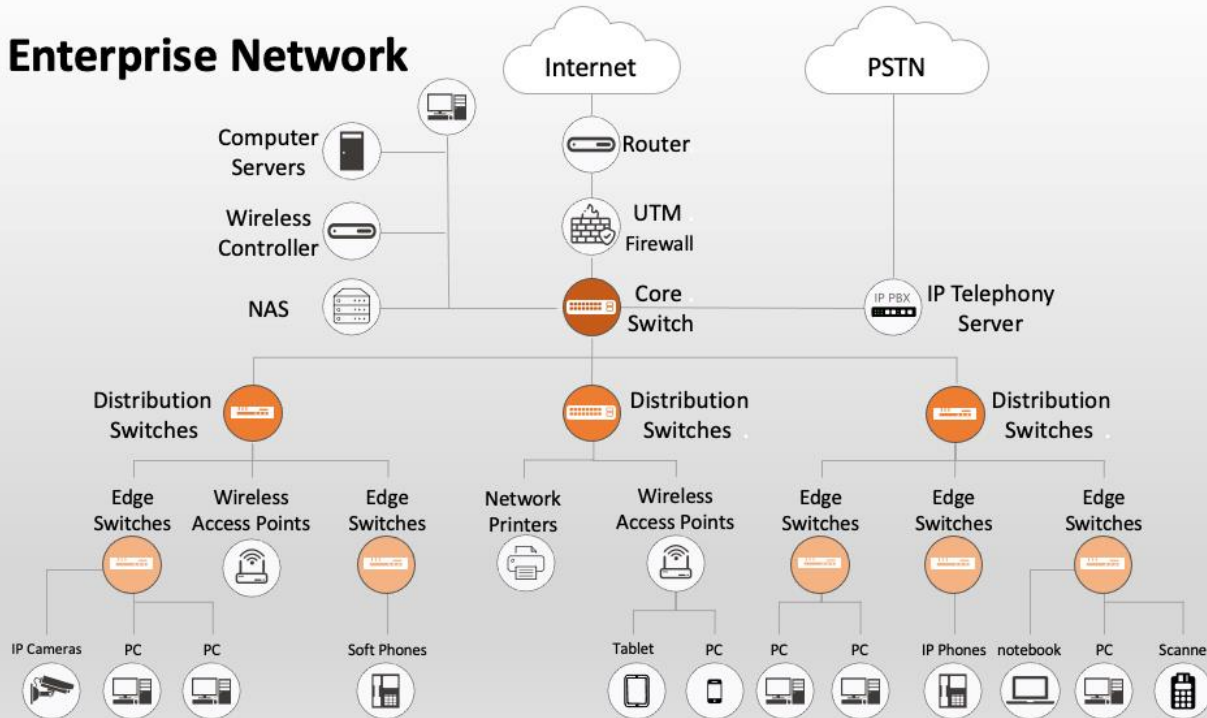 Enterprise Network
Internet
PSTN
Computer
Servers
Router
Wireless
Controller
UTM
Firewall
NAS
Core
Switch
IP PBX
IP Telephony
Server
Distribution
Switches
Distribution
Switches
Distribution
Switches
Edge
Switches
Wireless
Access Points
Edge
Switches
Network
Printers
Wireless
Access Points
Edge
Switches
Edge
Switches
Edge
Switches
IP Cameras
PC
PC
Soft Phones
Tablet
PC
PC
PC
IP Phones
notebook
PC
Scanne